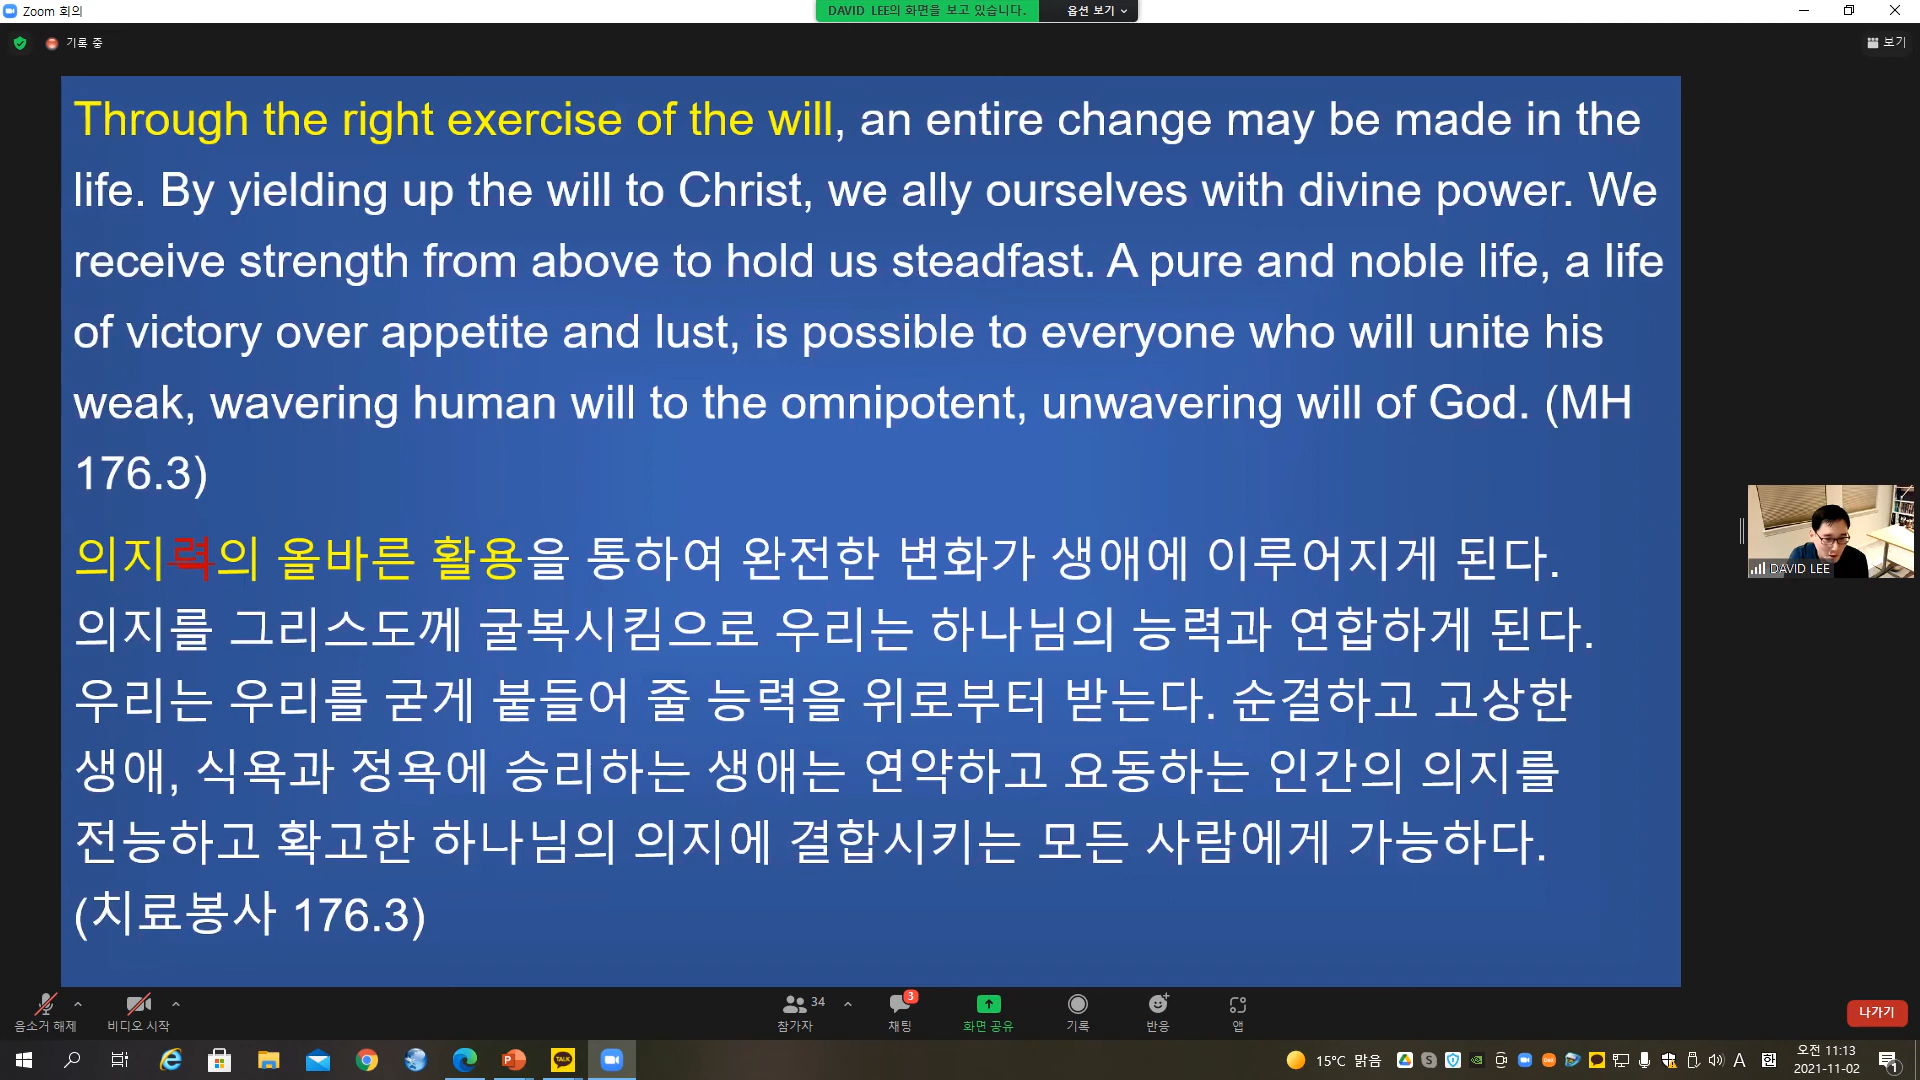 Zoom 회의
DAVID LEE의 화면을 보고 있습니다.
옵션 보기
기록 중
보기
Through the right exercise of the will, an entire change may be made in the
life. By yielding up the will to Christ, we ally ourselves with divine power. We
receive strength from above to hold us steadfast. A pure and noble life, a life
of victory over appetite and lust, is possible to everyone who will unite his
weak, wavering human will to the omnipotent, unwavering will of God. (MH
176.3)
의지력의 올바른 활용을 통하여 완전한 변화가 생애에 이루어지게 된다.
의지를 그리스도께 굴복시킴으로 우리는 하나님의 능력과 연합하게 된다.
우리는 우리를 굳게 붙들어 줄 능력을 위로부터 받는다. 순결하고 고상한
생애, 식욕과 정욕에 승리하는 생애는 연약하고 요동하는 인간의 의지를
전능하고 확고한 하나님의 의지에 결합시키는 모든 사람에게 가능하다.
(치료봉사 176.3)
DAVID LEE
음소거 해제
비디오 시작
34
참가자
3
채팅
화면 공유
기록
반응
앱
나가기
TALK
15°C 맑음
A
한
오전 11:13
2021-11-02
1